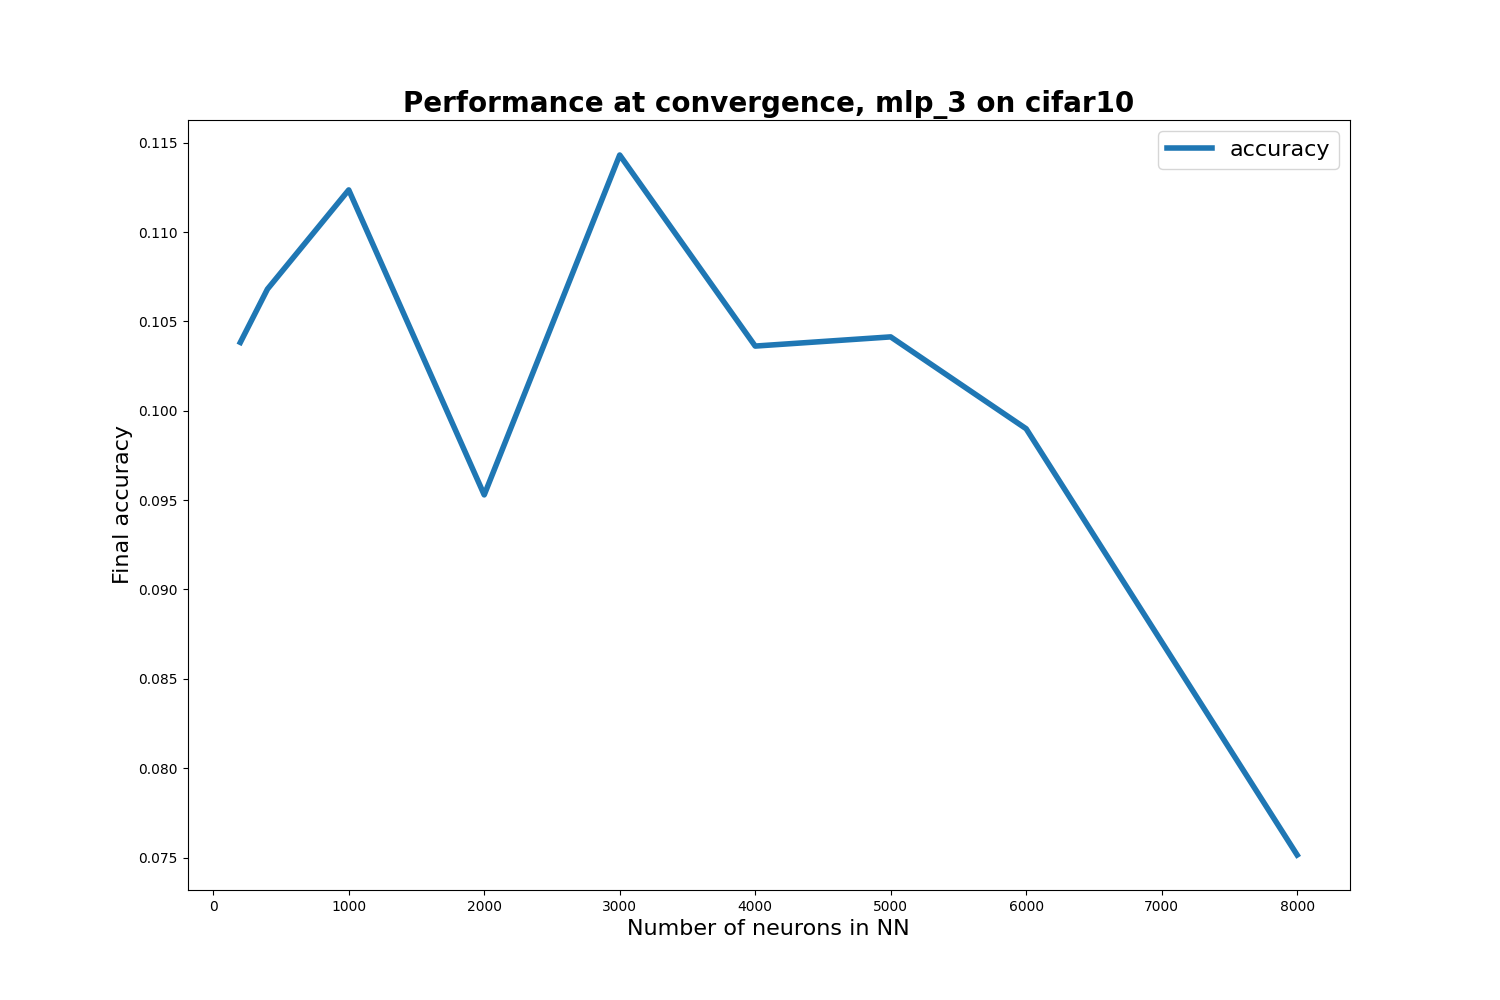 Performance at convergence, mlp_3 on cifar10
accuracy
0.115
0.110
0.105
0.100
0.095
0.090
0.085
0.080
0.075
Final accuracy
0 1000 2000 3000 4000 5000 6000 7000 8000
Number of neurons in NN